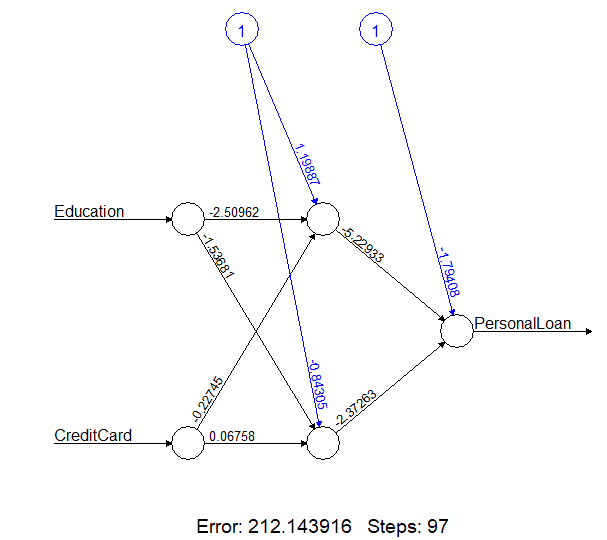 1
1
1.19887
Education
-2.50962
-1.53681
-5.22933
-1.79408
PersonalLoan
-0.22745
-0.84305
-2.37263
CreditCard
0.06758
Error: 212.143916 Steps: 97